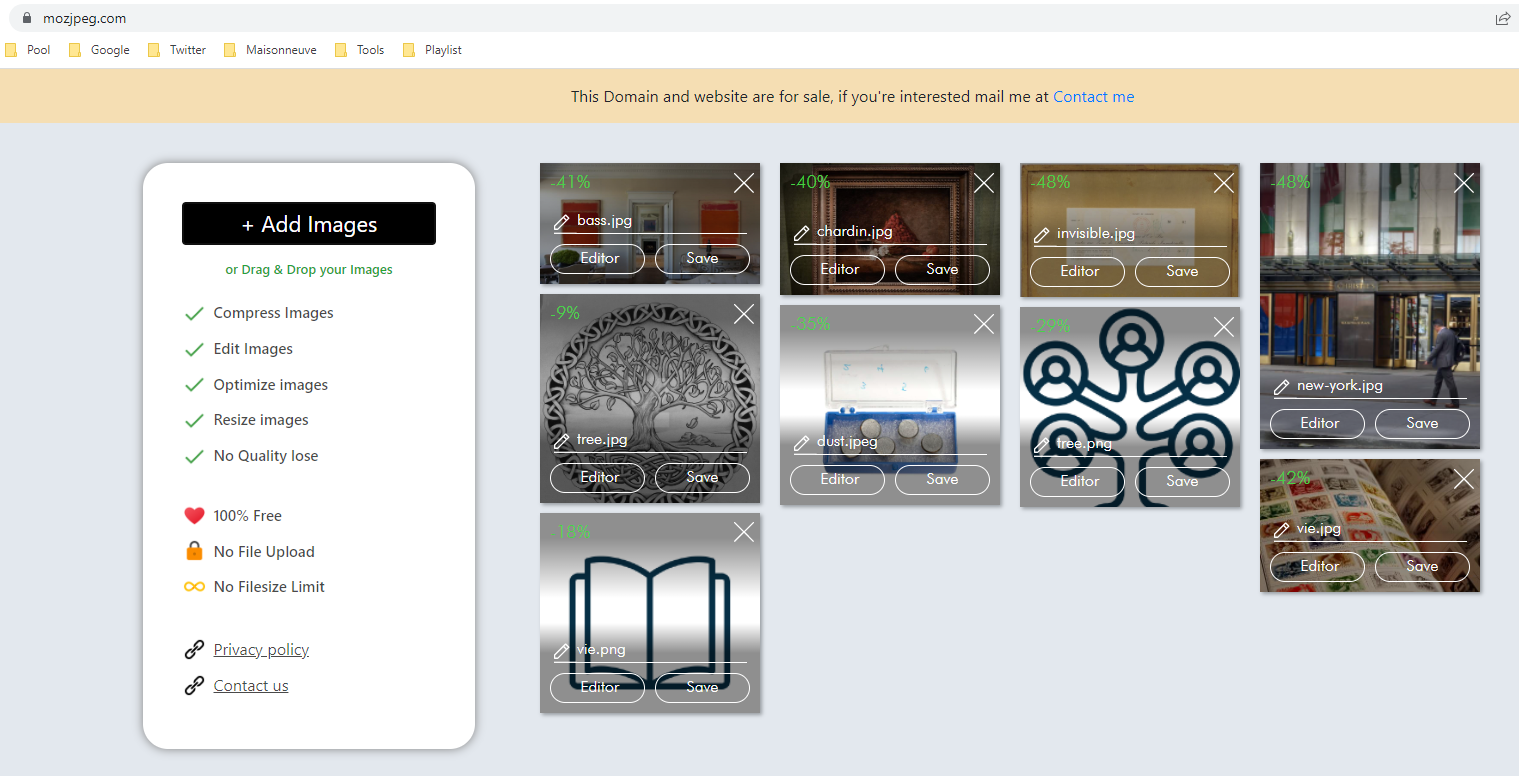 mozjpeg.com
Pool Google Twitter Maisonneuve Tools Playlist
This Domain and website are for sale, if you're interested mail me at Contact me
+ Add Images
or Drag & Drop your Images
Compress Images
Edit Images
Optimize images
Resize images
No Quality lose
100% Free
No File Upload
No Filesize Limit
Privacy policy
Contact us
-41%
bass.jpg
Editor Save
-40%
chardin.jpg
Editor Save
-48%
invisible.jpg
Editor Save
-48%
new-york.jpg
Editor Save
-9%
tree.jpg
Editor Save
-35%
dust.jpeg
Editor Save
-29%
tree.png
Editor Save
-42%
vie.jpg
Editor Save
-18%
vie.png
Editor Save